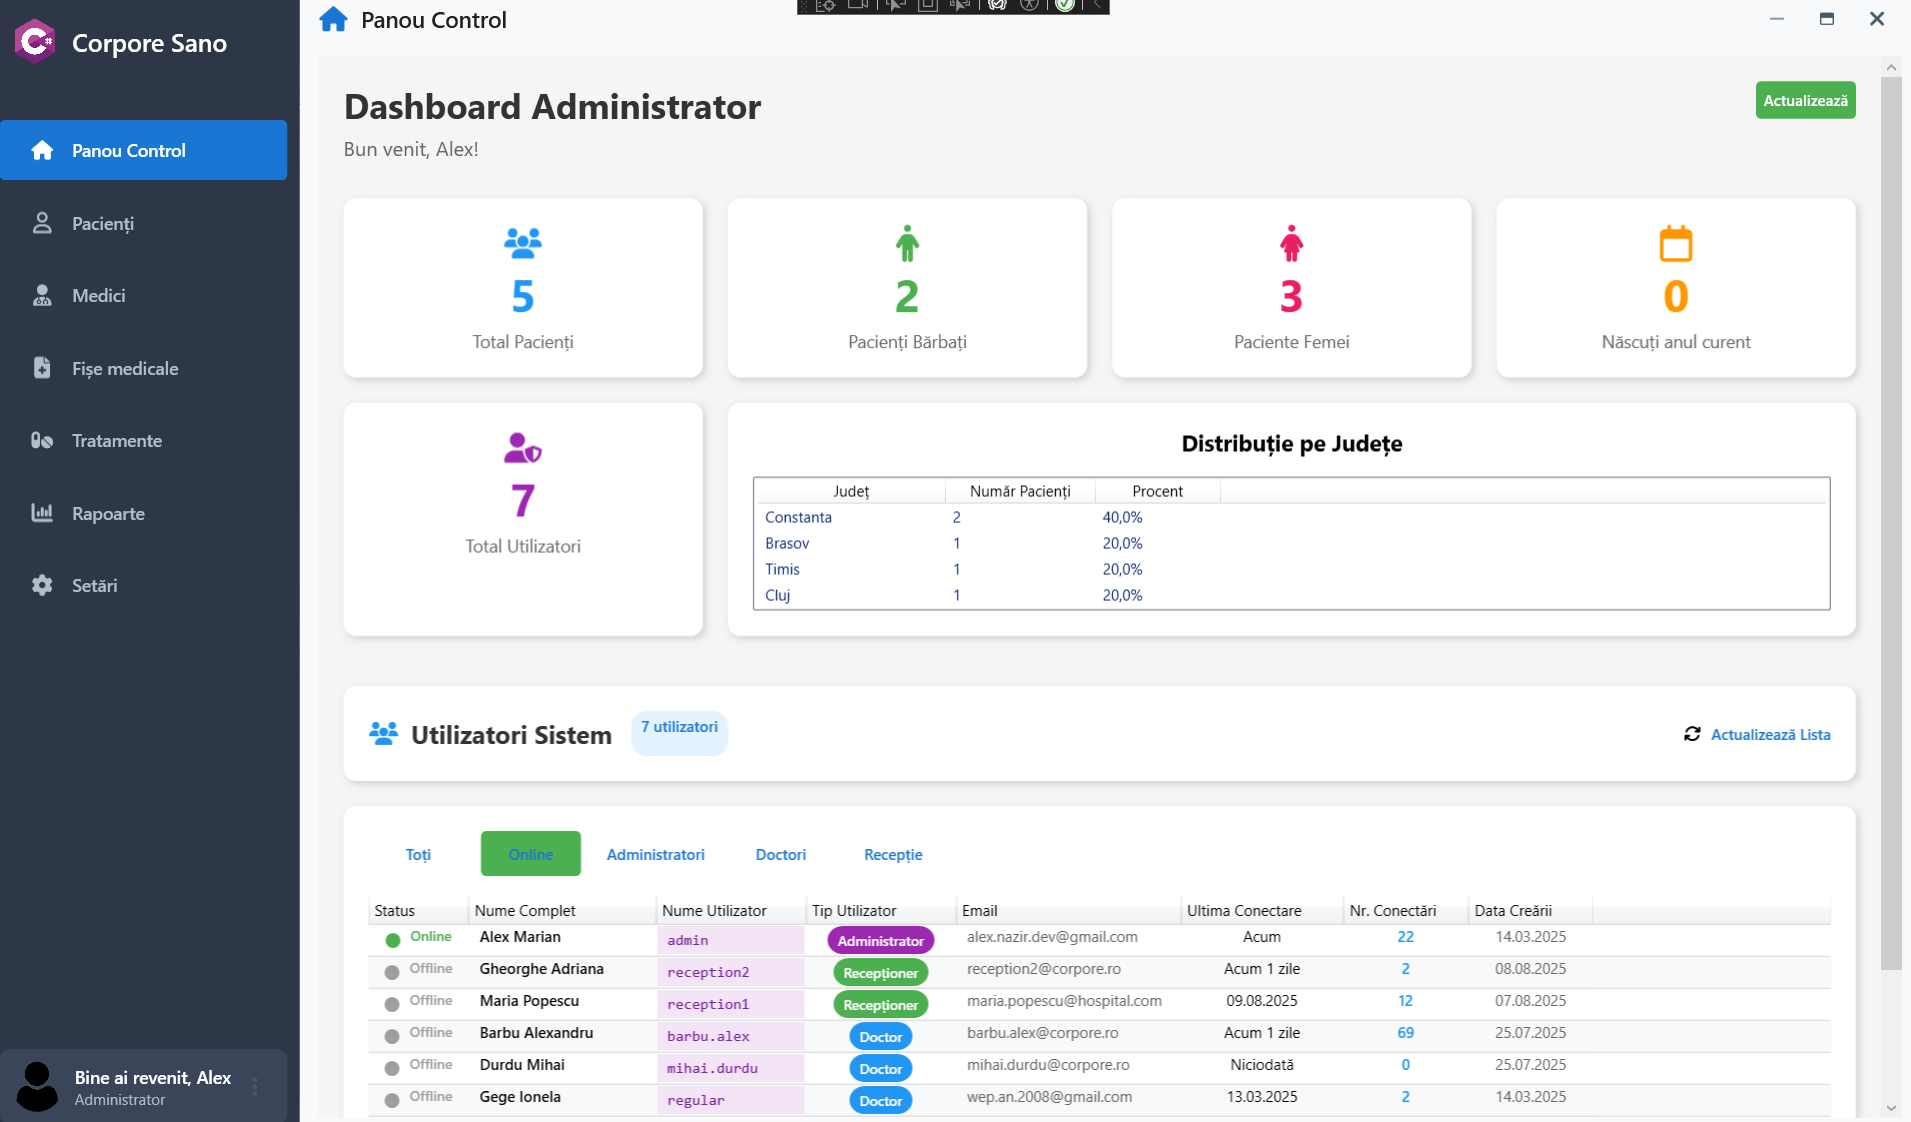 Corpore Sano
Panou Control
Pacienți
Medici
Fișe medicale
Tratamente
Rapoarte
Setări
Bine ai revenit, Alex
Administrator
Panou Control
Dashboard Administrator
Bun venit, Alex!
Actualizează
5
Total Pacienți
2
Pacienți Bărbați
3
Paciente Femei
0
Născuți anul curent
7
Total Utilizatori
Distribuție pe Județe
Județ Număr Pacienți Procent
Constanta 2 40,0%
Brasov 1 20,0%
Timis 1 20,0%
Cluj 1 20,0%
Utilizatori Sistem 7 utilizatori Actualizează Lista
Toți Online Administratori Doctori Recepție
Status Nume Complet Nume Utilizator Tip Utilizator Email Ultima Conectare Nr. Conectări Data Creării
Online Alex Marian admin Administrator alex.nazir.dev@gmail.com Acum 22 14.03.2025
Offline Gheorghe Adriana reception2 Recepționer reception2@corpore.ro Acum 1 zile 2 08.08.2025
Offline Maria Popescu reception1 Recepționer maria.popescu@hospital.com 09.08.2025 12 07.08.2025
Offline Barbu Alexandru barbu.alex Doctor barbu.alex@corpore.ro Acum 1 zile 69 25.07.2025
Offline Durdu Mihai mihai.durdu Doctor mihai.durdu@corpore.ro Niciodată 0 25.07.2025
Offline Gege Ionela regular Doctor wep.an.2008@gmail.com 13.03.2025 2 14.03.2025